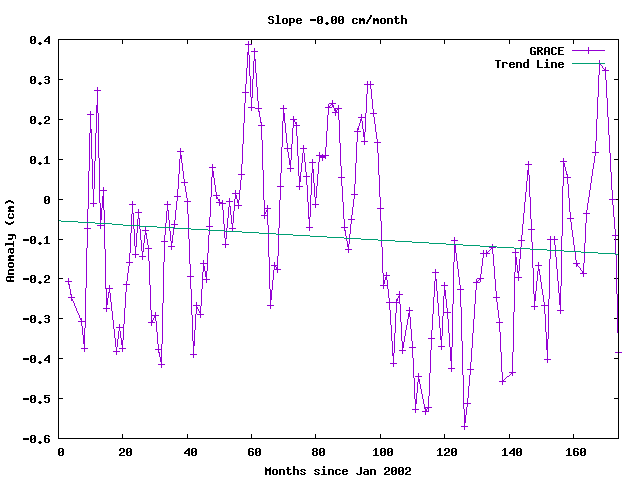 Slope -0.00 cm/month
GRACE
Trend Line
Anomaly (cm)
0.4
0.3
0.2
0.1
0
-0.1
-0.2
-0.3
-0.4
-0.5
-0.6
0 20 40 60 80 100 120 140 160
Months since Jan 2002